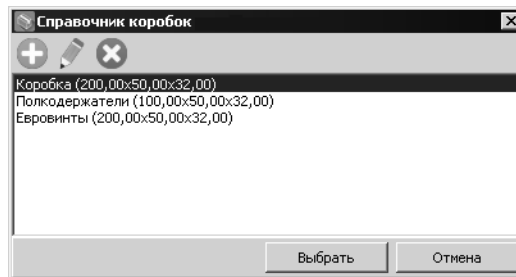 Справочник коробок
Коробка (200,00x50,00x32,00)
Полкодержатели (100,00x50,00x32,00)
Евровинты (200,00x50,00x32,00)
Выбрать Отмена